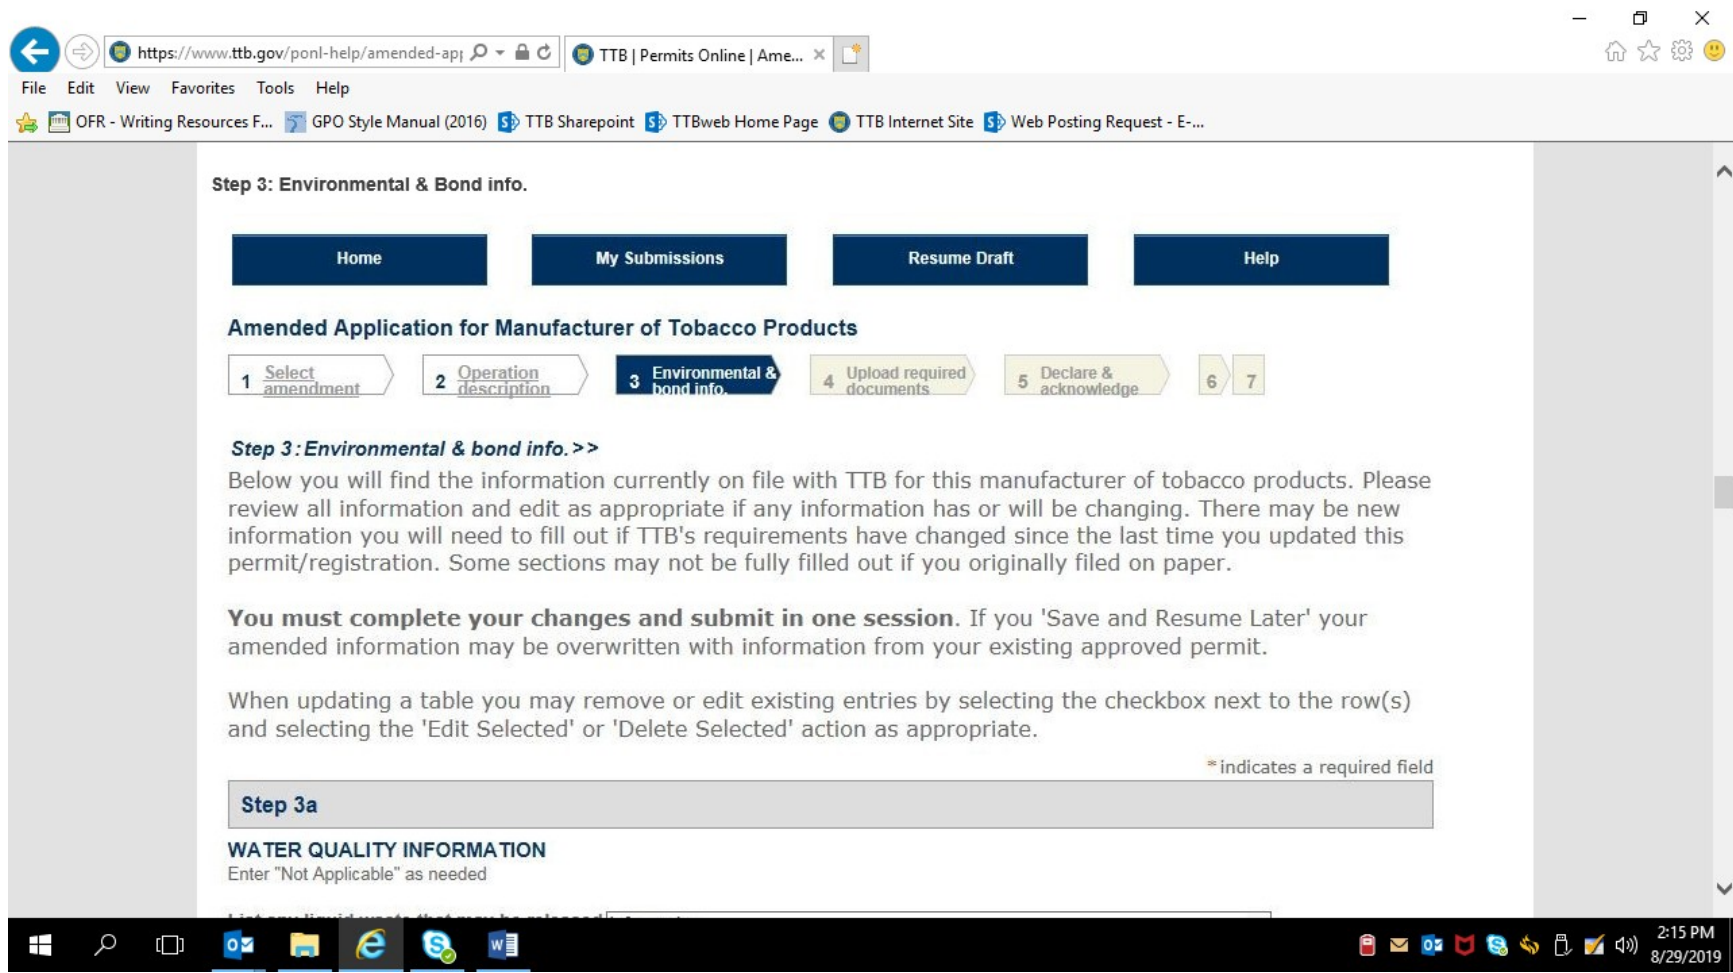 https://www.ttb.gov/ponl-help/amended-ap
TTB | Permits Online | Ame...
File Edit View Favorites Tools Help
OFR - Writing Resources F... GPO Style Manual (2016) TTB Sharepoint TTBweb Home Page TTB Internet Site Web Posting Request - E-...
Step 3: Environmental & Bond info.
Home My Submissions Resume Draft Help
Amended Application for Manufacturer of Tobacco Products
1 Select amendment 2 Operation description 3 Environmental & bond info. 4 Upload required documents 5 Declare & acknowledge 6 7
Step 3:Environmental & bond info.>>
Below you will find the information currently on file with TTB for this manufacturer of tobacco products. Please
review all information and edit as appropriate if any information has or will be changing. There may be new
information you will need to fill out if TTB's requirements have changed since the last time you updated this
permit/registration. Some sections may not be fully filled out if you originally filed on paper.
You must complete your changes and submit in one session. If you 'Save and Resume Later' your
amended information may be overwritten with information from your existing approved permit.
When updating a table you may remove or edit existing entries by selecting the checkbox next to the row(s)
and selecting the 'Edit Selected' or 'Delete Selected' action as appropriate.
*indicates a required field
Step 3a
WATER QUALITY INFORMATION
Enter "Not Applicable" as needed
List any liquid waste that may be released
2:15 PM
8/29/2019